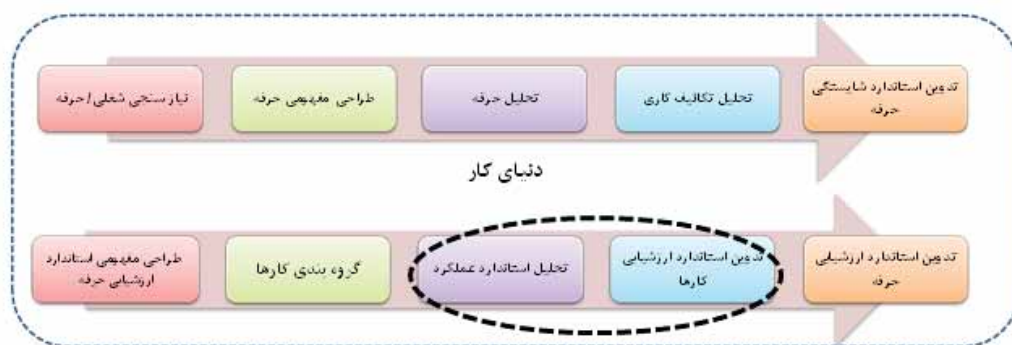 نیاز سنجی شغلی / حرفه
طراحی مفهومی حرفه
تحلیل حرفه
تحلیل تکالیف کاری
تدوین استاندارد شایستگی
حرفه
دنیای کار
طراحی مفهومی استاندارد
ارزشیابی حرفه
گروه بندی کارها
تحلیل استاندارد عملکرد
تدوین استاندارد ارزشیابی
کارها
تدوین استاندارد ارزشیابی
حرفه